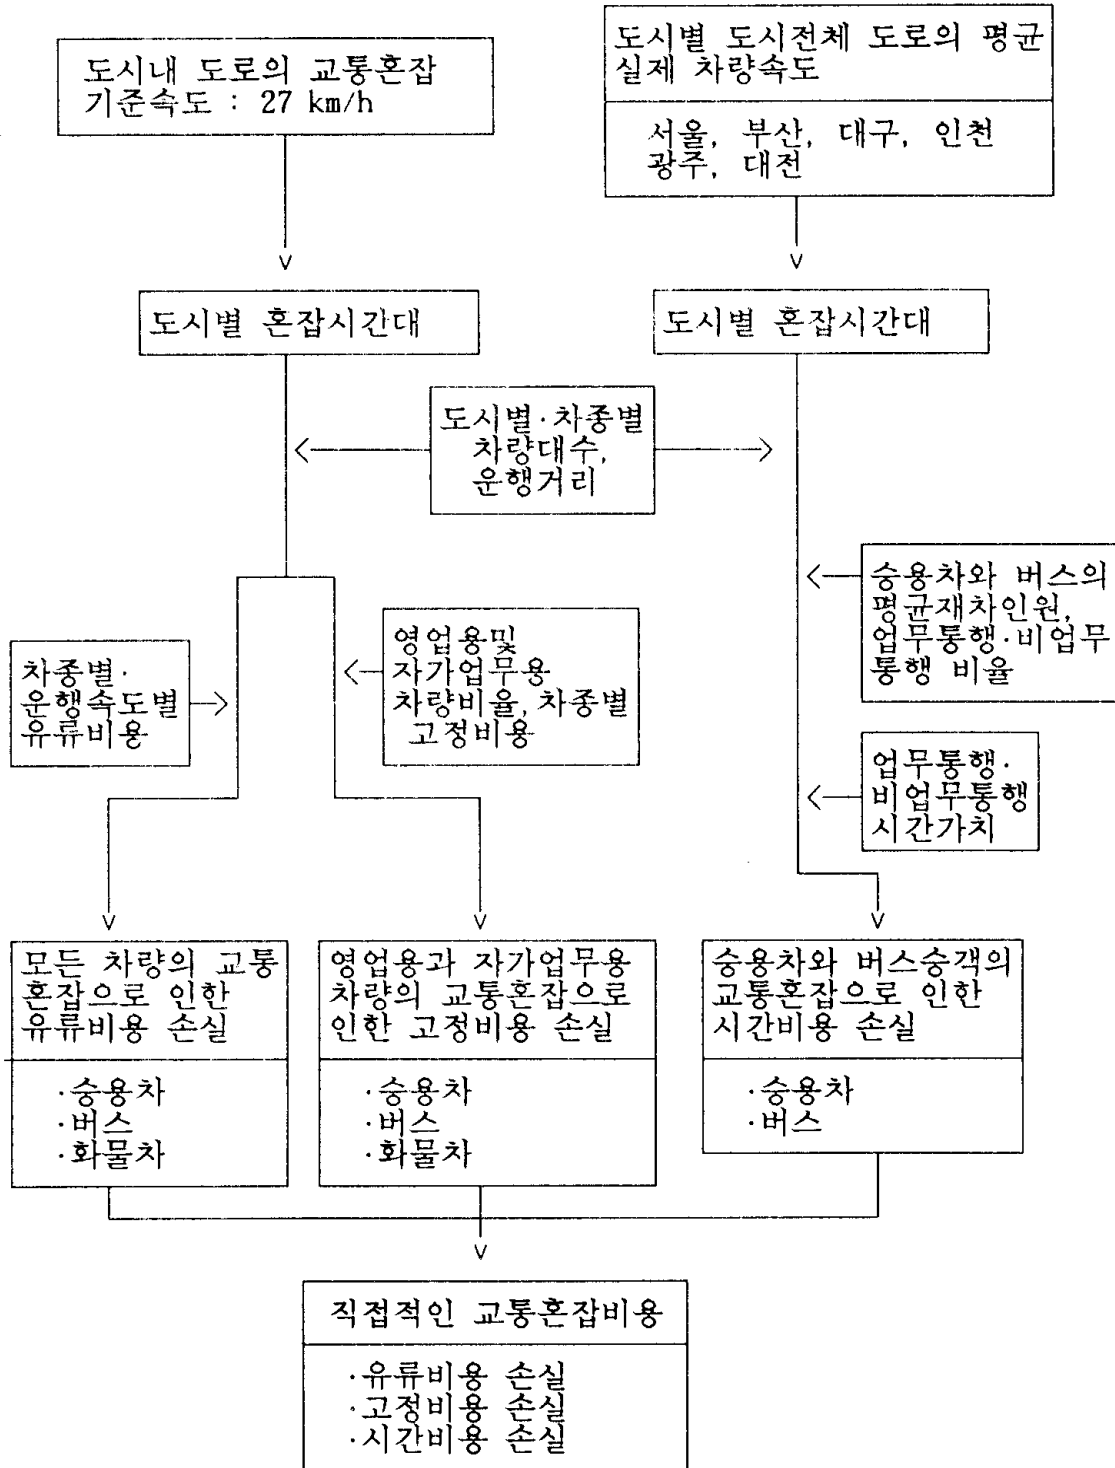 도시내 도로의 교통혼잡
기준속도 : 27 km/h
도시별 도시전체 도로의 평균
실제 차량속도
서울, 부산, 대구, 인천
광주, 대전
도시별 혼잡시간대
도시별 혼잡시간대
도시별·차종별
차량대수,
운행거리
승용차와 버스의
평균재차인원,
업무통행·비업무
통행 비율
차종별·
운행속도별
유류비용
영업용및
자가업무용
차량비율, 차종별
고정비용
업무통행·
비업무통행
시간가치
모든 차량의 교통
혼잡으로 인한
유류비용 손실
·승용차
·버스
·화물차
영업용과 자가업무용
차량의 교통혼잡으로
인한 고정비용 손실
·승용차
·버스
·화물차
승용차와 버스승객의
교통혼잡으로 인한
시간비용 손실
·승용차
·버스
직접적인 교통혼잡비용
·유류비용 손실
·고정비용 손실
·시간비용 손실